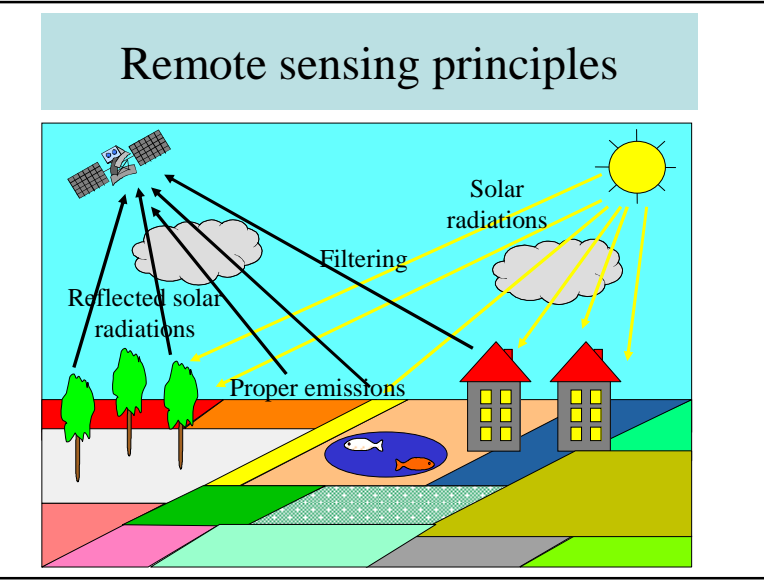 Remote sensing principles
Solar
radiations
Filtering
Reflected solar
radiations
Proper emissions